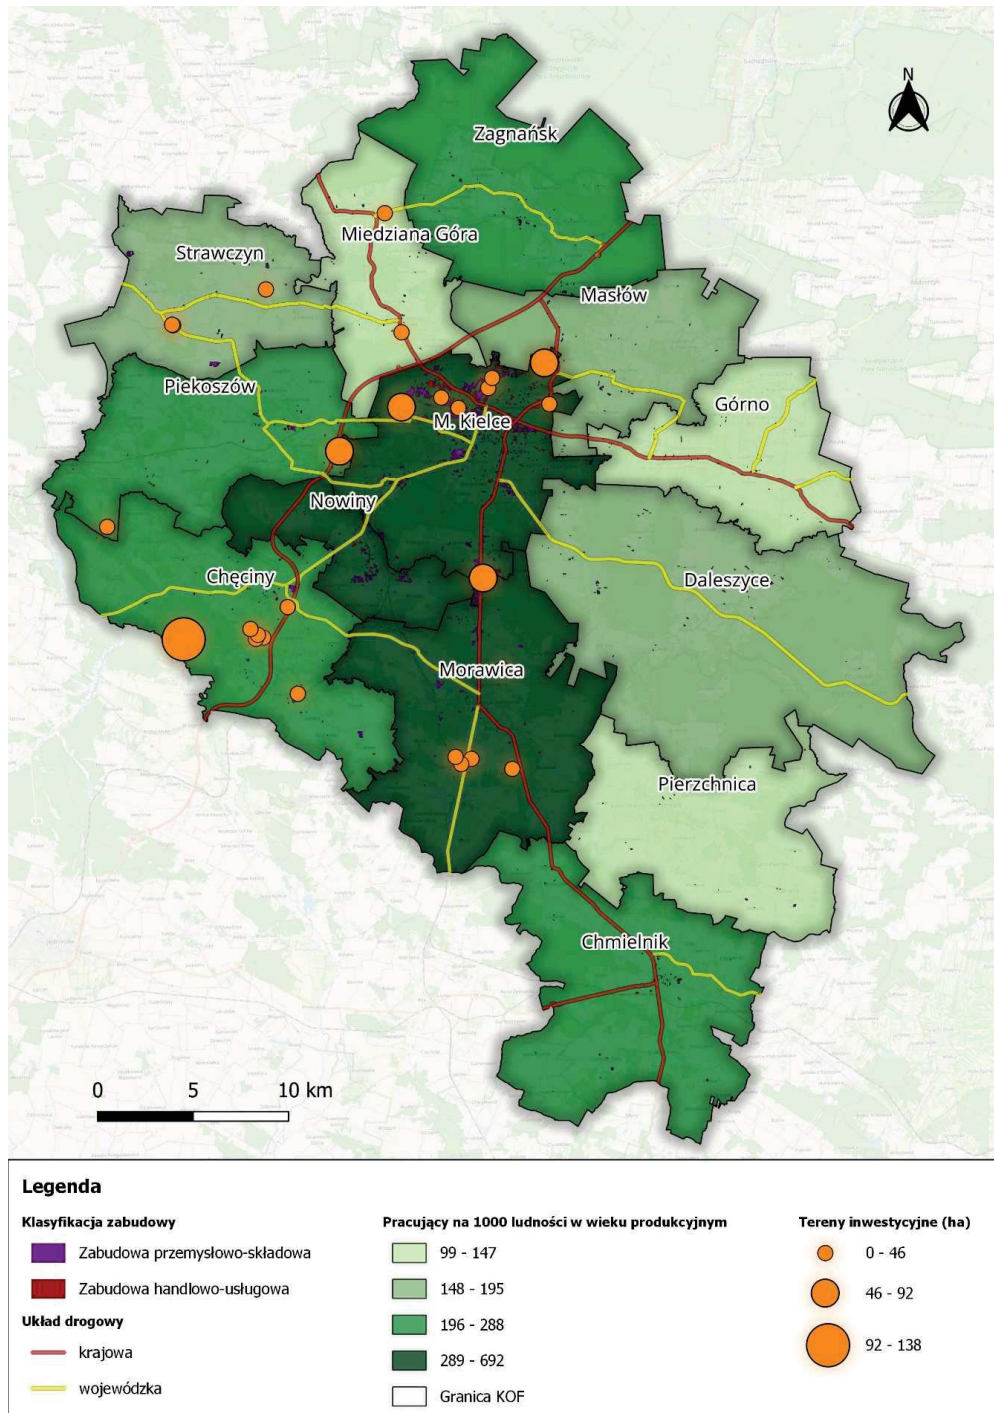 N
Zagnańsk
Miedziana Góra
Strawczyn
Masłów
Piekoszów
Górno
M. Kielce
Nowiny
Chęciny
Daleszyce
Morawica
Pierzchnica
Chmielnik
0 5 10 km
Legenda
Klasyfikacja zabudowy
Zabudowa przemysłowo-składowa
Zabudowa handlowo-usługowa
Układ drogowy
krajowa
wojewódzka
Pracujący na 1000 ludności w wieku produkcyjnym
99 - 147
148 - 195
196 - 288
289 - 692
Granica KOF
Tereny inwestycyjne (ha)
0 - 46
46 - 92
92 - 138